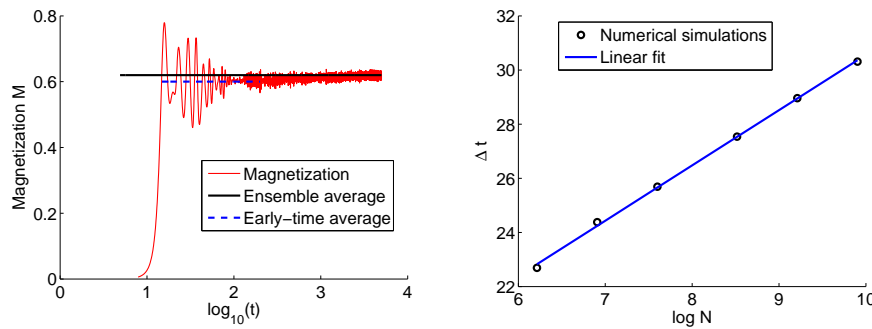 Magnetization M
0.8
0.6
0.4
0.2
0
0 1 2 3 4
log10(t)
Magnetization
Ensemble average
Early−time average
Δ t
32
30
28
26
24
22
6 7 8 9 10
log N
Numerical simulations
Linear fit